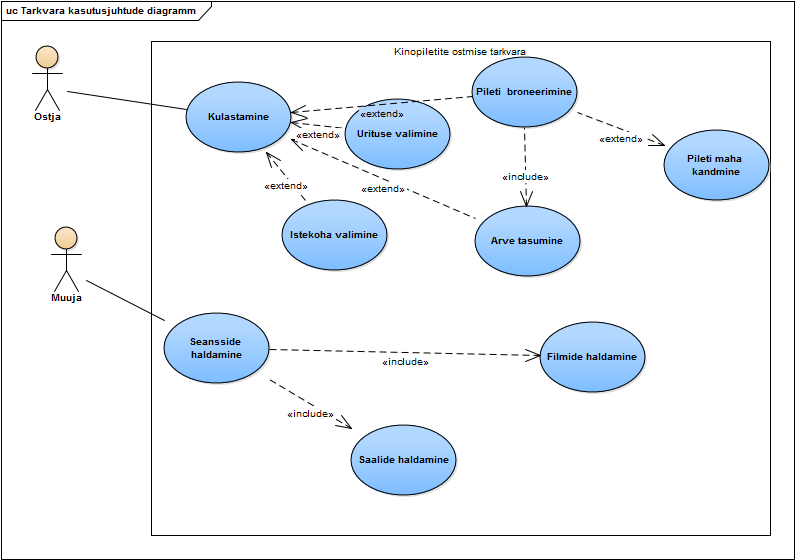 uc Tarkvara kasutusjuhtude diagramm
Kinopiletite ostmise tarkvara
Ostja
Kulastamine
Pileti broneerimine
«extend»
Urituse valimine
«extend»
«extend»
Pileti maha
kandmine
«extend»
«extend»
«include»
Istekoha valimine
Arve tasumine
Muuja
Seansside
haldamine
Filmide haldamine
«include»
«include»
Saalide haldamine